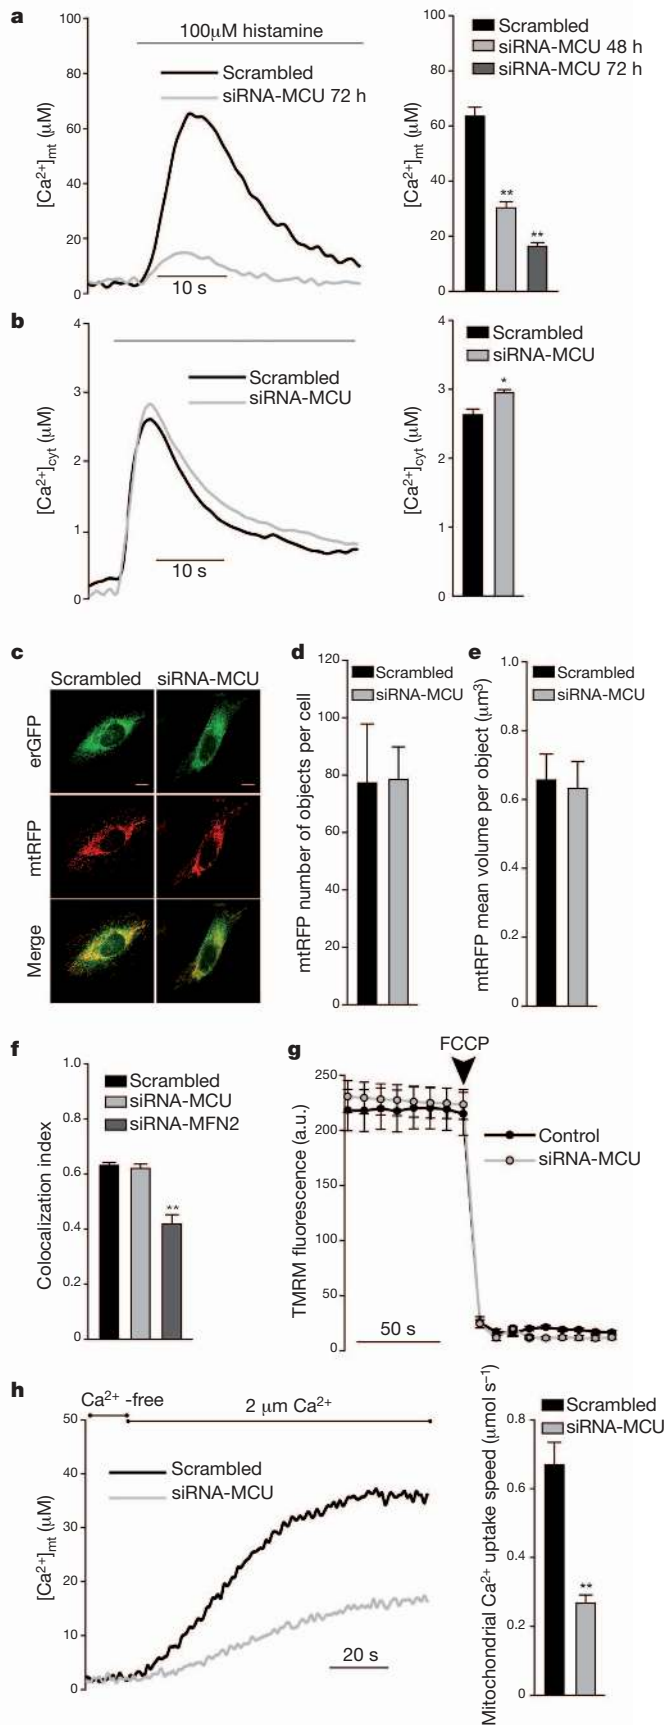 a
100μM histamine
Scrambled
siRNA-MCU 72 h
[Ca²⁺]mt (μM)
100
80
60
40
20
0
10 s
Scrambled
siRNA-MCU 48 h
siRNA-MCU 72 h
[Ca²⁺]mt (μM)
100
80
60
40
20
0
**
**
b
Scrambled
siRNA-MCU
[Ca²⁺]cyt (μM)
4
3
2
1
0
10 s
Scrambled
siRNA-MCU
[Ca²⁺]cyt (μM)
4
3
2
1
0
*
c
Scrambled
siRNA-MCU
erGFP
mtRFP
Merge
d
Scrambled
siRNA-MCU
mtRFP number of objects per cell
120
100
80
60
40
20
0
e
Scrambled
siRNA-MCU
mtRFP mean volume per object (μm³)
1.0
0.8
0.6
0.4
0.2
0
f
Scrambled
siRNA-MCU
siRNA-MFN2
Colocalization index
1.0
0.8
0.6
0.4
0.2
0
**
g
FCCP
Control
siRNA-MCU
TMRM fluorescence (a.u.)
250
200
150
100
50
0
50 s
h
Ca²⁺ -free
2 μm Ca²⁺
Scrambled
siRNA-MCU
[Ca²⁺]mt (μM)
50
40
30
20
10
0
20 s
Scrambled
siRNA-MCU
Mitochondrial Ca²⁺ uptake speed (μmol s⁻¹)
0.8
0.6
0.4
0.2
0
**